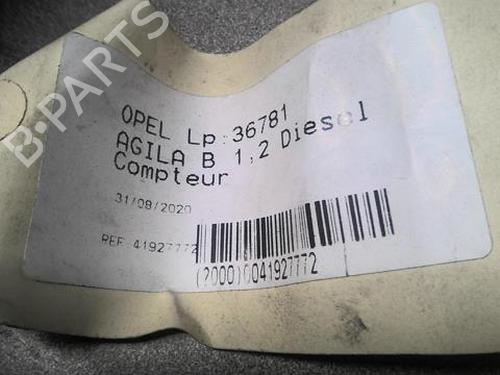 B-PARTS
OPEL Lp:36781
AGILA B 1,2 Diesel
Compteur
31/08/2020
REF 41927772
(2000)0041927772